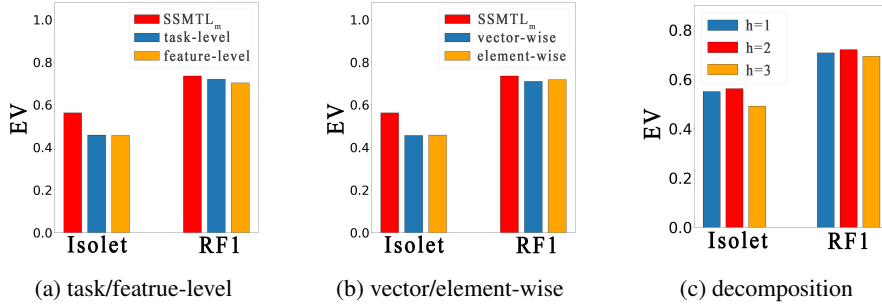 EV
1.0
0.8
0.6
0.4
0.2
0.0
SSMTLm
task-level
feature-level
Isolet RF1
(a) task/featrue-level
EV
1.0
0.8
0.6
0.4
0.2
0.0
SSMTLm
vector-wise
element-wise
Isolet RF1
(b) vector/element-wise
EV
0.8
0.6
0.4
0.2
0.0
h=1
h=2
h=3
Isolet RF1
(c) decomposition